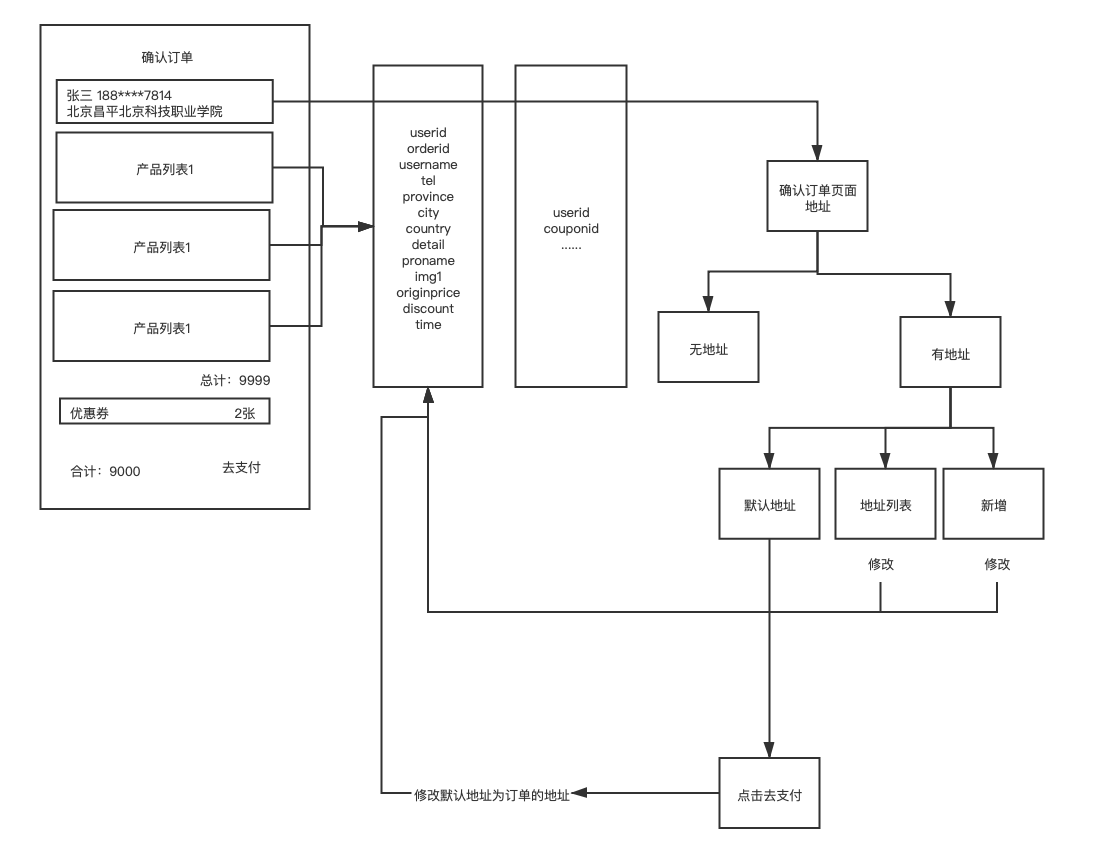 确认订单
张三 188****7814
北京昌平北京科技职业学院
产品列表1
产品列表1
产品列表1
总计：9999
优惠券 2张
合计：9000 去支付
userid
orderid
username
tel
province
city
country
detail
proname
img1
originprice
discount
time
userid
couponid
......
确认订单页面
地址
无地址
有地址
默认地址
地址列表
新增
修改
修改
点击去支付
修改默认地址为订单的地址